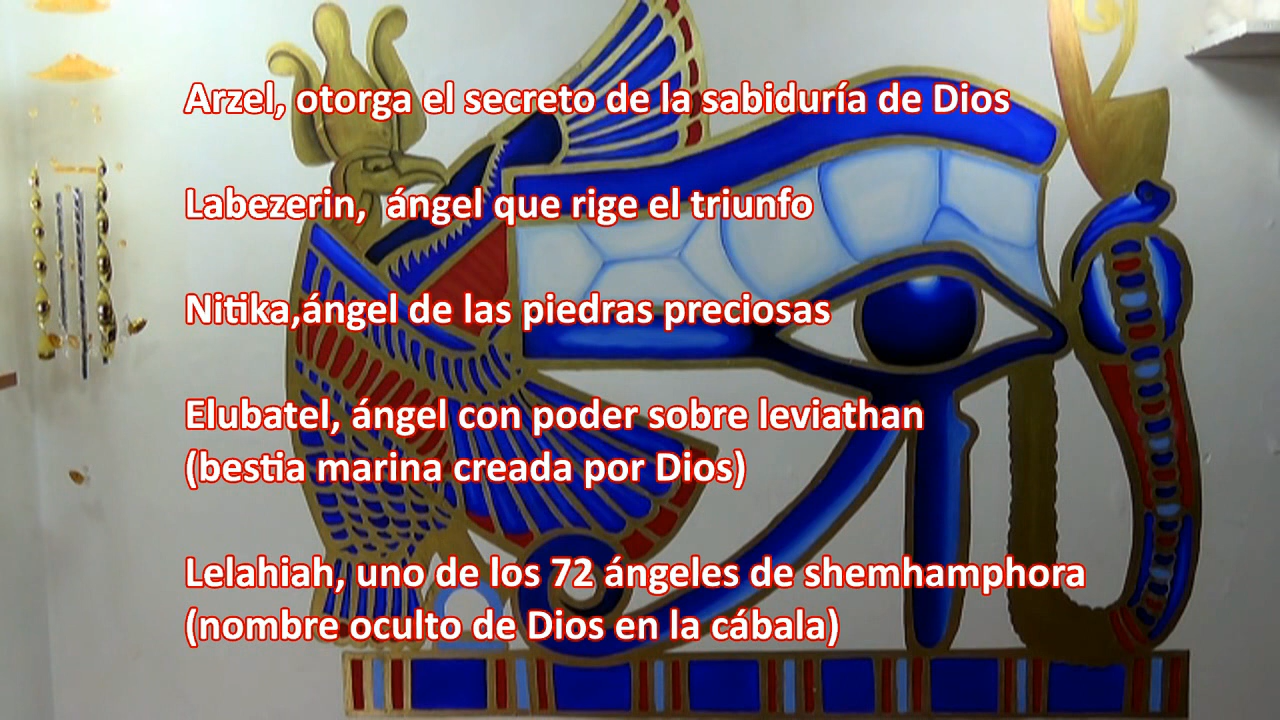 Arzel, otorga el secreto de la sabiduría de Dios
Labezerin, ángel que rige el triunfo
Nitika,ángel de las piedras preciosas
Elubatel, ángel con poder sobre leviathan
(bestia marina creada por Dios)
Lelahiah, uno de los 72 ángeles de shemhamphora
(nombre oculto de Dios en la cábala)